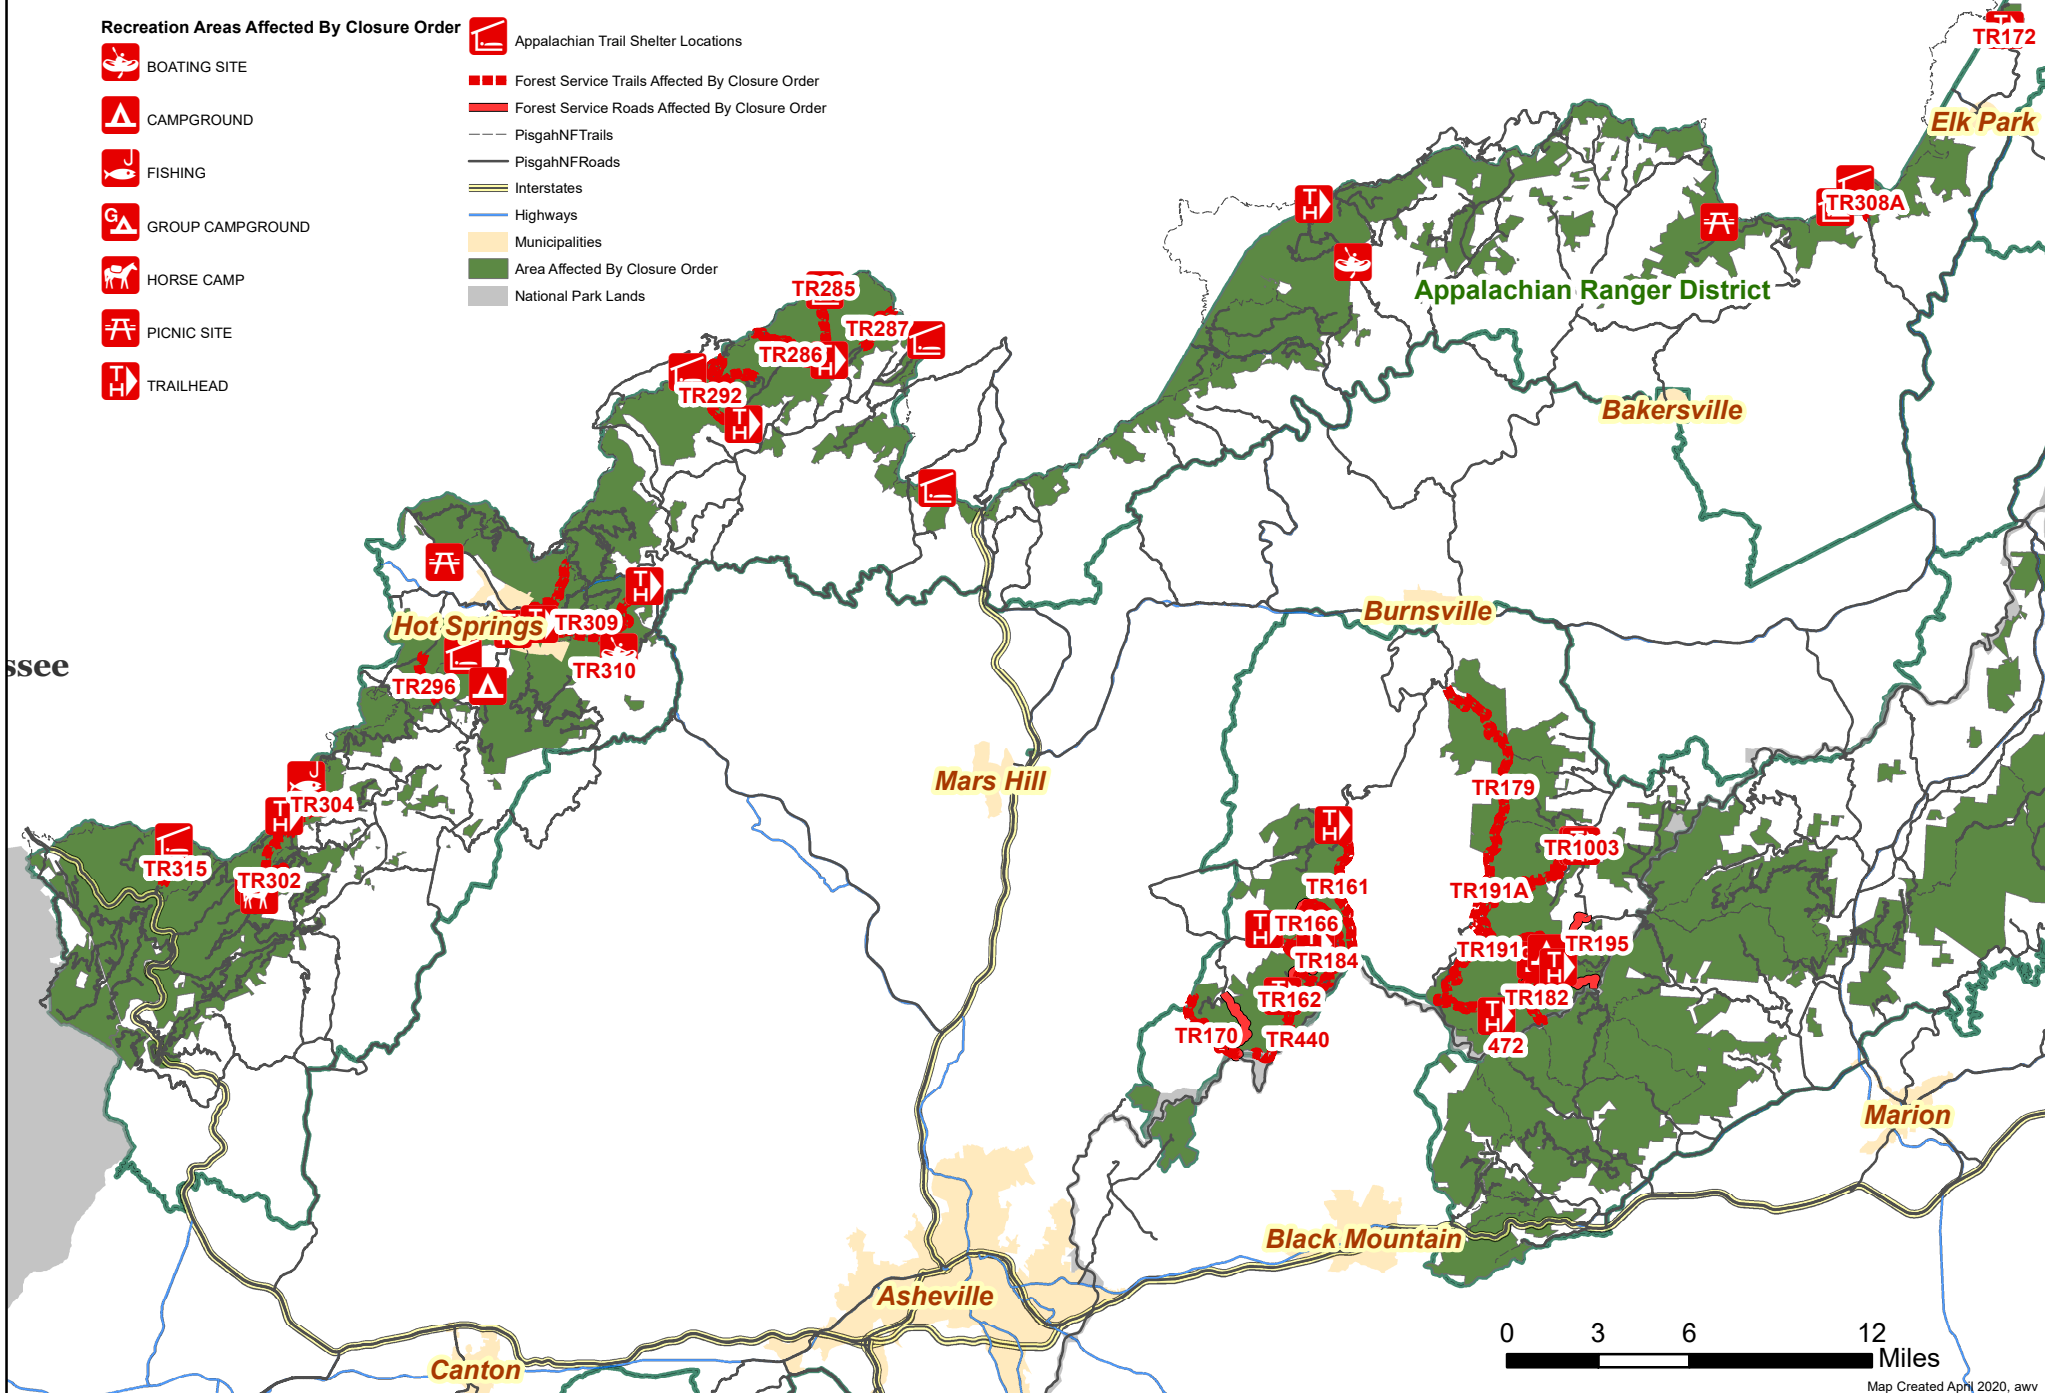 Recreation Areas Affected By Closure Order
BOATING SITE
CAMPGROUND
FISHING
G
GROUP CAMPGROUND
HORSE CAMP
PICNIC SITE
T
H
TRAILHEAD
Appalachian Trail Shelter Locations
Forest Service Trails Affected By Closure Order
Forest Service Roads Affected By Closure Order
PisgahNFTrails
PisgahNFRoads
Interstates
Highways
Municipalities
Area Affected By Closure Order
National Park Lands
TR172
Elk Park
TR308A
Appalachian Ranger District
TR285
TR287
TR286
TR292
Bakersville
Hot Springs
TR309
TR310
TR296
Burnsville
ssee
Mars Hill
TR179
TR304
TR1003
TR315
TR302
TR161
TR191A
TR166
TR191
TR195
TR184
TR162
TR182
TR170
TR440
472
Marion
Black Mountain
Asheville
Canton
0 3 6 12
Miles
Map Created April 2020, awv